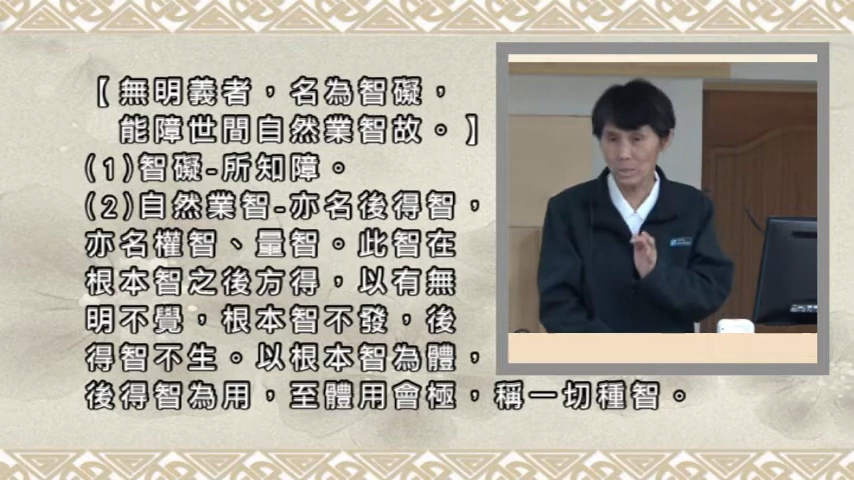 【無明義者，名為智礙，
能障世間自然業智故。】
(1)智礙-所知障。
(2)自然業智-亦名後得智，
亦名權智、量智。此智在
根本智之後方得，以有無
明不覺，根本智不發，後
得智不生。以根本智為體，
後得智為用，至體用會極，稱一切種智。